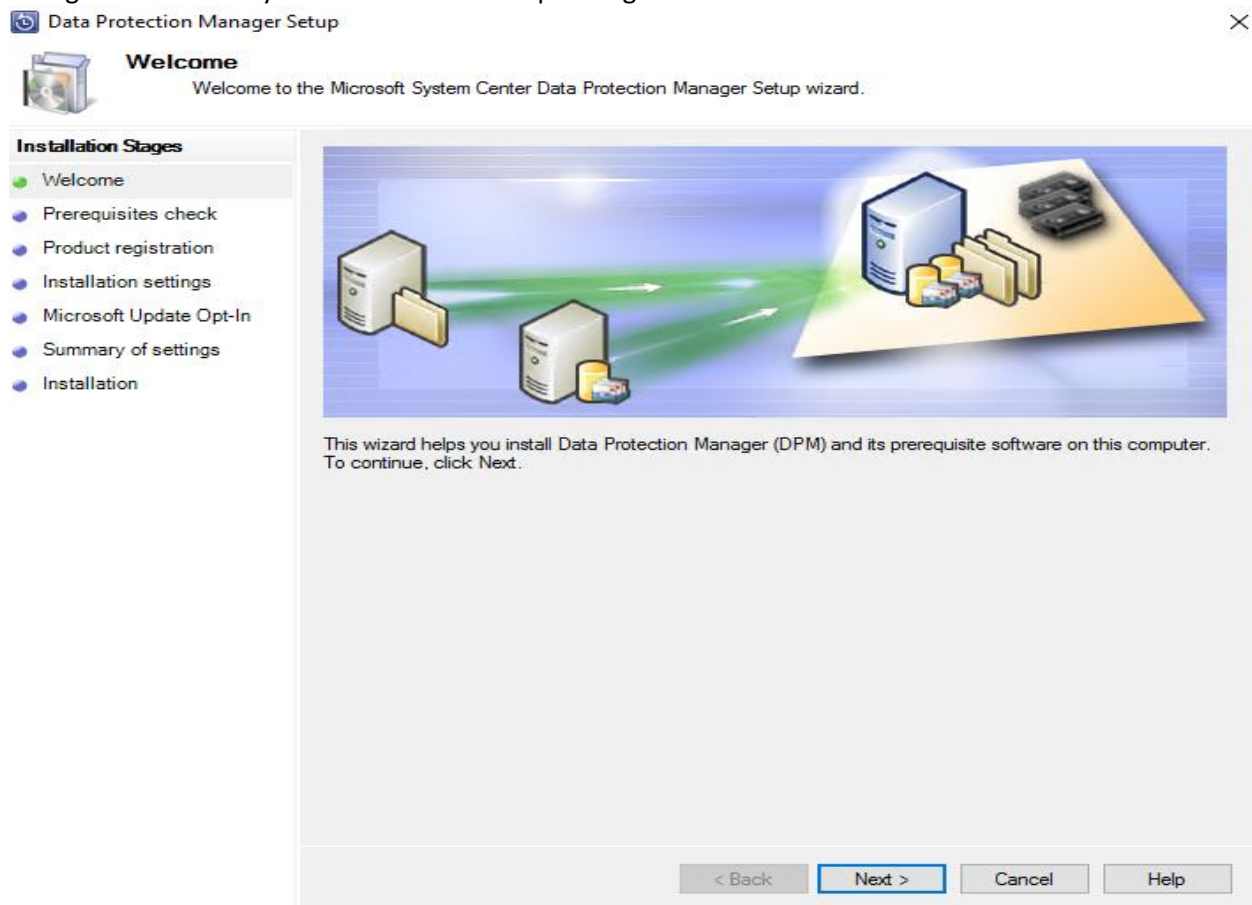 Data Protection Manager Setup
Welcome
Welcome to the Microsoft System Center Data Protection Manager Setup wizard.
Installation Stages
Welcome
Prerequisites check
Product registration
Installation settings
Microsoft Update Opt-In
Summary of settings
Installation
This wizard helps you install Data Protection Manager (DPM) and its prerequisite software on this computer.
To continue, click Next.
< Back
Next >
Cancel
Help